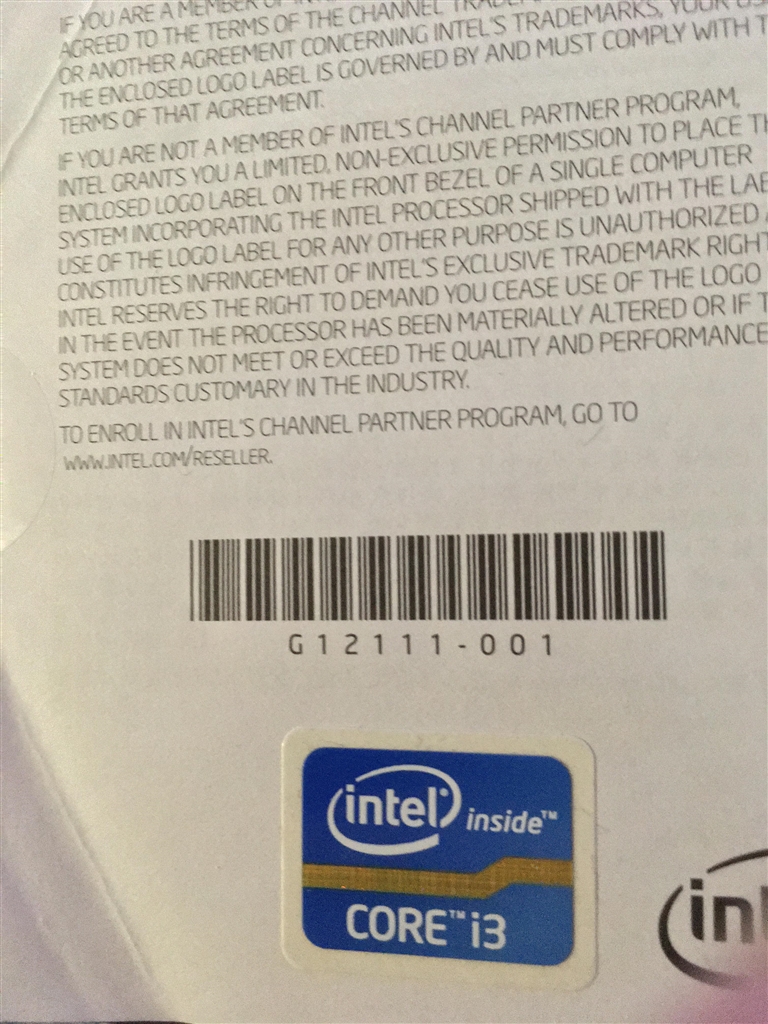 IF YOU ARE A MEMBER OF
AGREED TO THE TERMS OF THE CHANNEL
OR ANOTHER AGREEMENT CONCERNING INTEL'S TRADEMARKS, YOUR
THE ENCLOSED LOGO LABEL IS GOVERNED BY AND MUST COMPLY WITH
TERMS OF THAT AGREEMENT.
IF YOU ARE NOT A MEMBER OF INTEL'S CHANNEL PARTNER PROGRAM,
INTEL GRANTS YOU A LIMITED, NON-EXCLUSIVE PERMISSION TO PLACE
ENCLOSED LOGO LABEL ON THE FRONT BEZEL OF A SINGLE COMPUTER
SYSTEM INCORPORATING THE INTEL PROCESSOR SHIPPED WITH THE
USE OF THE LOGO LABEL FOR ANY OTHER PURPOSE IS UNAUTHORIZED
CONSTITUTES INFRINGEMENT OF INTEL'S EXCLUSIVE TRADEMARK
INTEL RESERVES THE RIGHT TO DEMAND YOU CEASE USE OF THE LOGO
IN THE EVENT THE PROCESSOR HAS BEEN MATERIALLY ALTERED OR IF
SYSTEM DOES NOT MEET OR EXCEED THE QUALITY AND PERFORMANCE
STANDARDS CUSTOMARY IN THE INDUSTRY.
TO ENROLL IN INTEL'S CHANNEL PARTNER PROGRAM, GO TO
WWW.INTEL.COM/RESELLER.
G12111-001
intel inside™
CORE™ i3